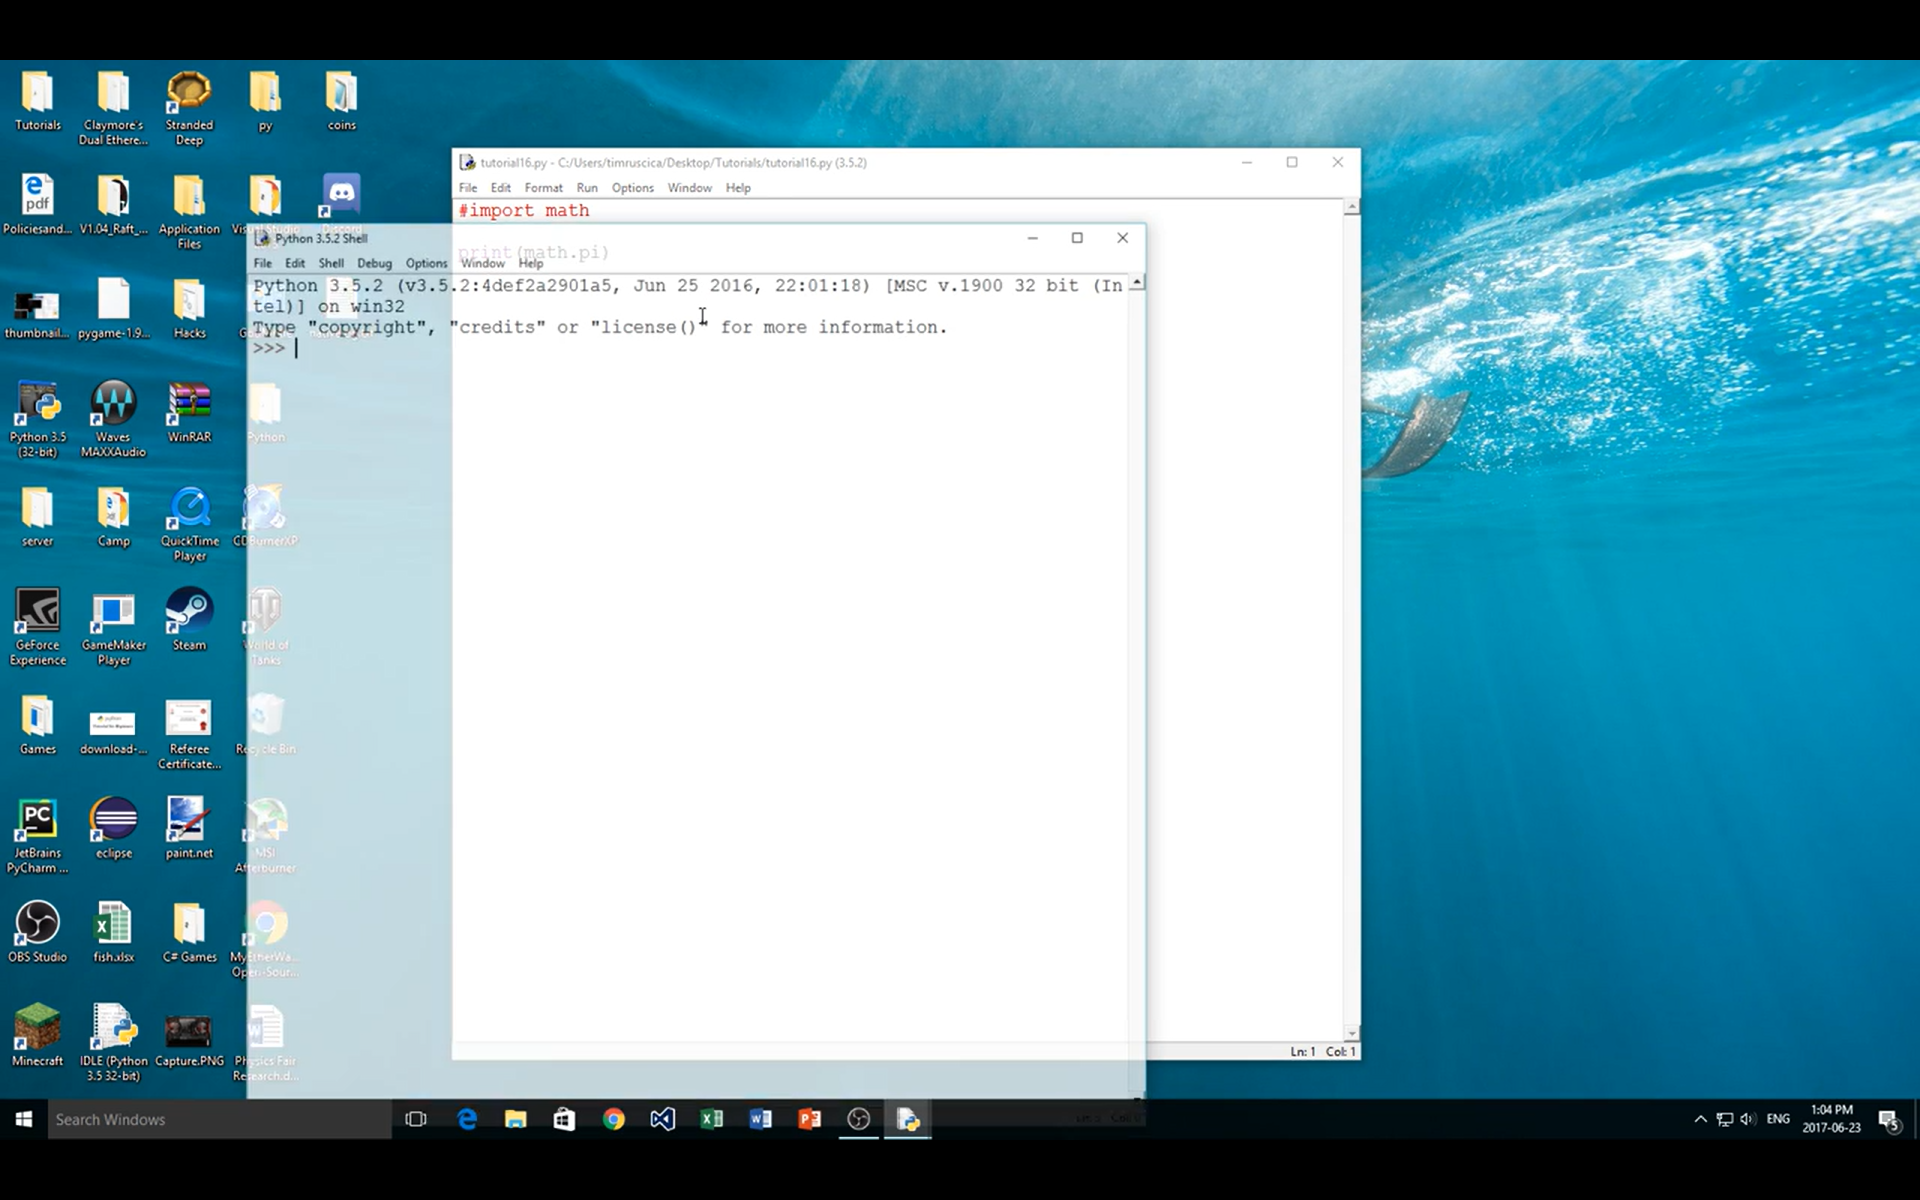 Tutorials
Claymore's
Dual Ethere...
Stranded
Deep
py
coins
tutorial16.py - C:/Users/timruscica/Desktop/Tutorials/tutorial16.py (3.5.2)
File Edit Format Run Options Window Help
#import math
print(math.pi)
Policiesand...
V1.04_Raft_...
Application
Files
Visual Studio
Discord
Python 3.5.2 Shell
File Edit Shell Debug Options Window Help
Python 3.5.2 (v3.5.2:4def2a2901a5, Jun 25 2016, 22:01:18) [MSC v.1900 32 bit (In
tel)] on win32
Type "copyright", "credits" or "license()" for more information.
>>>
thumbnail...
pygame-1.9...
Hacks
Python 3.5
(32-bit)
Waves
MAXXAudio
WinRAR
Python
server
Camp
QuickTime
Player
CDBurnerXP
GeForce
Experience
GameMaker
Player
Steam
World of
Tanks
Games
download-...
Referee
Certificate...
Recycle Bin
JetBrains
PyCharm ...
eclipse
paint.net
MSI
Afterburner
OBS Studio
fish.xlsx
C# Games
MyEtherWa...
Open-Sour...
Minecraft
IDLE (Python
3.5 32-bit)
Capture.PNG
Physics Fair
Research.d...
Ln: 1 Col: 1
Search Windows
ENG
1:04 PM
2017-06-23
5